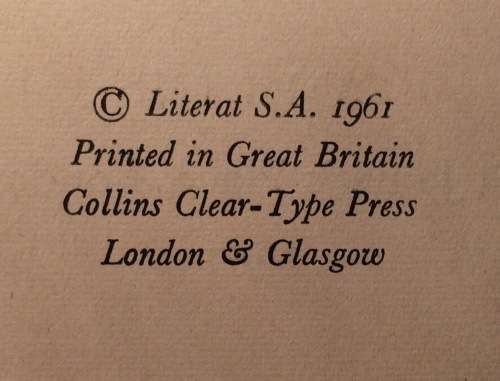 © Literat S.A. 1961
Printed in Great Britain
Collins Clear-Type Press
London & Glasgow